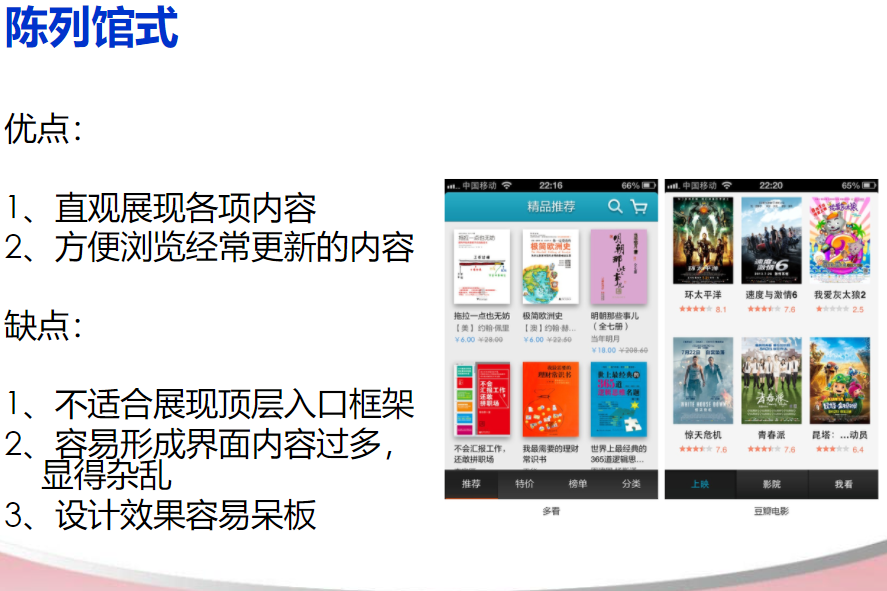 陈列馆式
优点：
1、直观展现各项内容
2、方便浏览经常更新的内容
缺点：
1、不适合展现顶层入口框架
2、容易形成界面内容过多，
显得杂乱
3、设计效果容易呆板
中国移动 22:16 66%
精品推荐
拖拉一点也无妨 极简欧洲史 明朝那些事儿
（全七册）
【美】约翰·佩里 【澳】约翰·赫... 当年明月
￥6.00 ￥28.00 ￥6.00 ￥22.50
￥18.00 ￥208.60
不会汇报工作，
还敢拼职场
我最需要的理财
常识书
世界上最经典的
365道逻辑思...
推荐 特价 榜单 分类
多看
中国移动 22:20 65%
环太平洋 速度与激情6 我爱灰太狼2
8.1 7.6 2.5
惊天危机 青春派 昆塔：...动员
7.6 7.6 6.4
上映 影院 我看
豆瓣电影